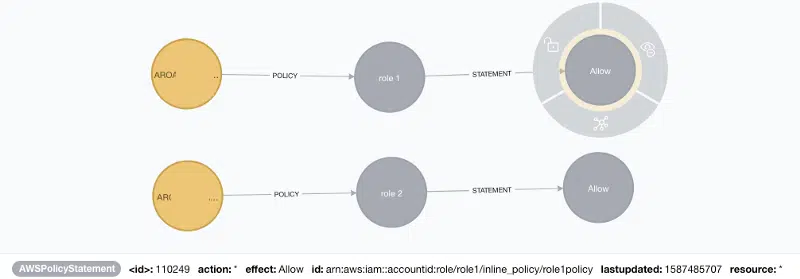 AROA ..
POLICY
role 1
STATEMENT
Allow
AR( ....
POLICY
role 2
STATEMENT
Allow
AWSPolicyStatement <id>: 110249 action: * effect: Allow id: arn:aws:iam::accountid:role/role1/inline_policy/role1policy lastupdated: 1587485707 resource: *